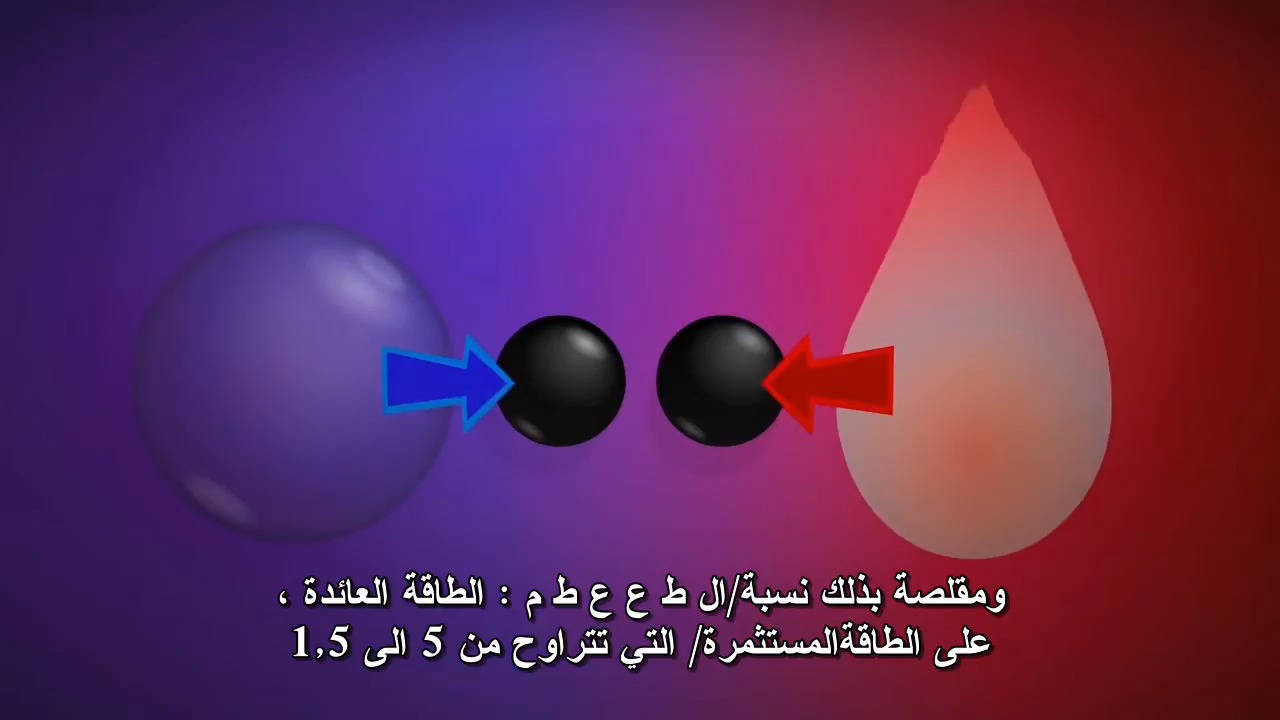 ومقلصة بذلك نسبة/ال ط ع ع ط م : الطاقة العائدة ،
على الطاقةالمستثمرة/ التي تتراوح من 5 الى 1,5